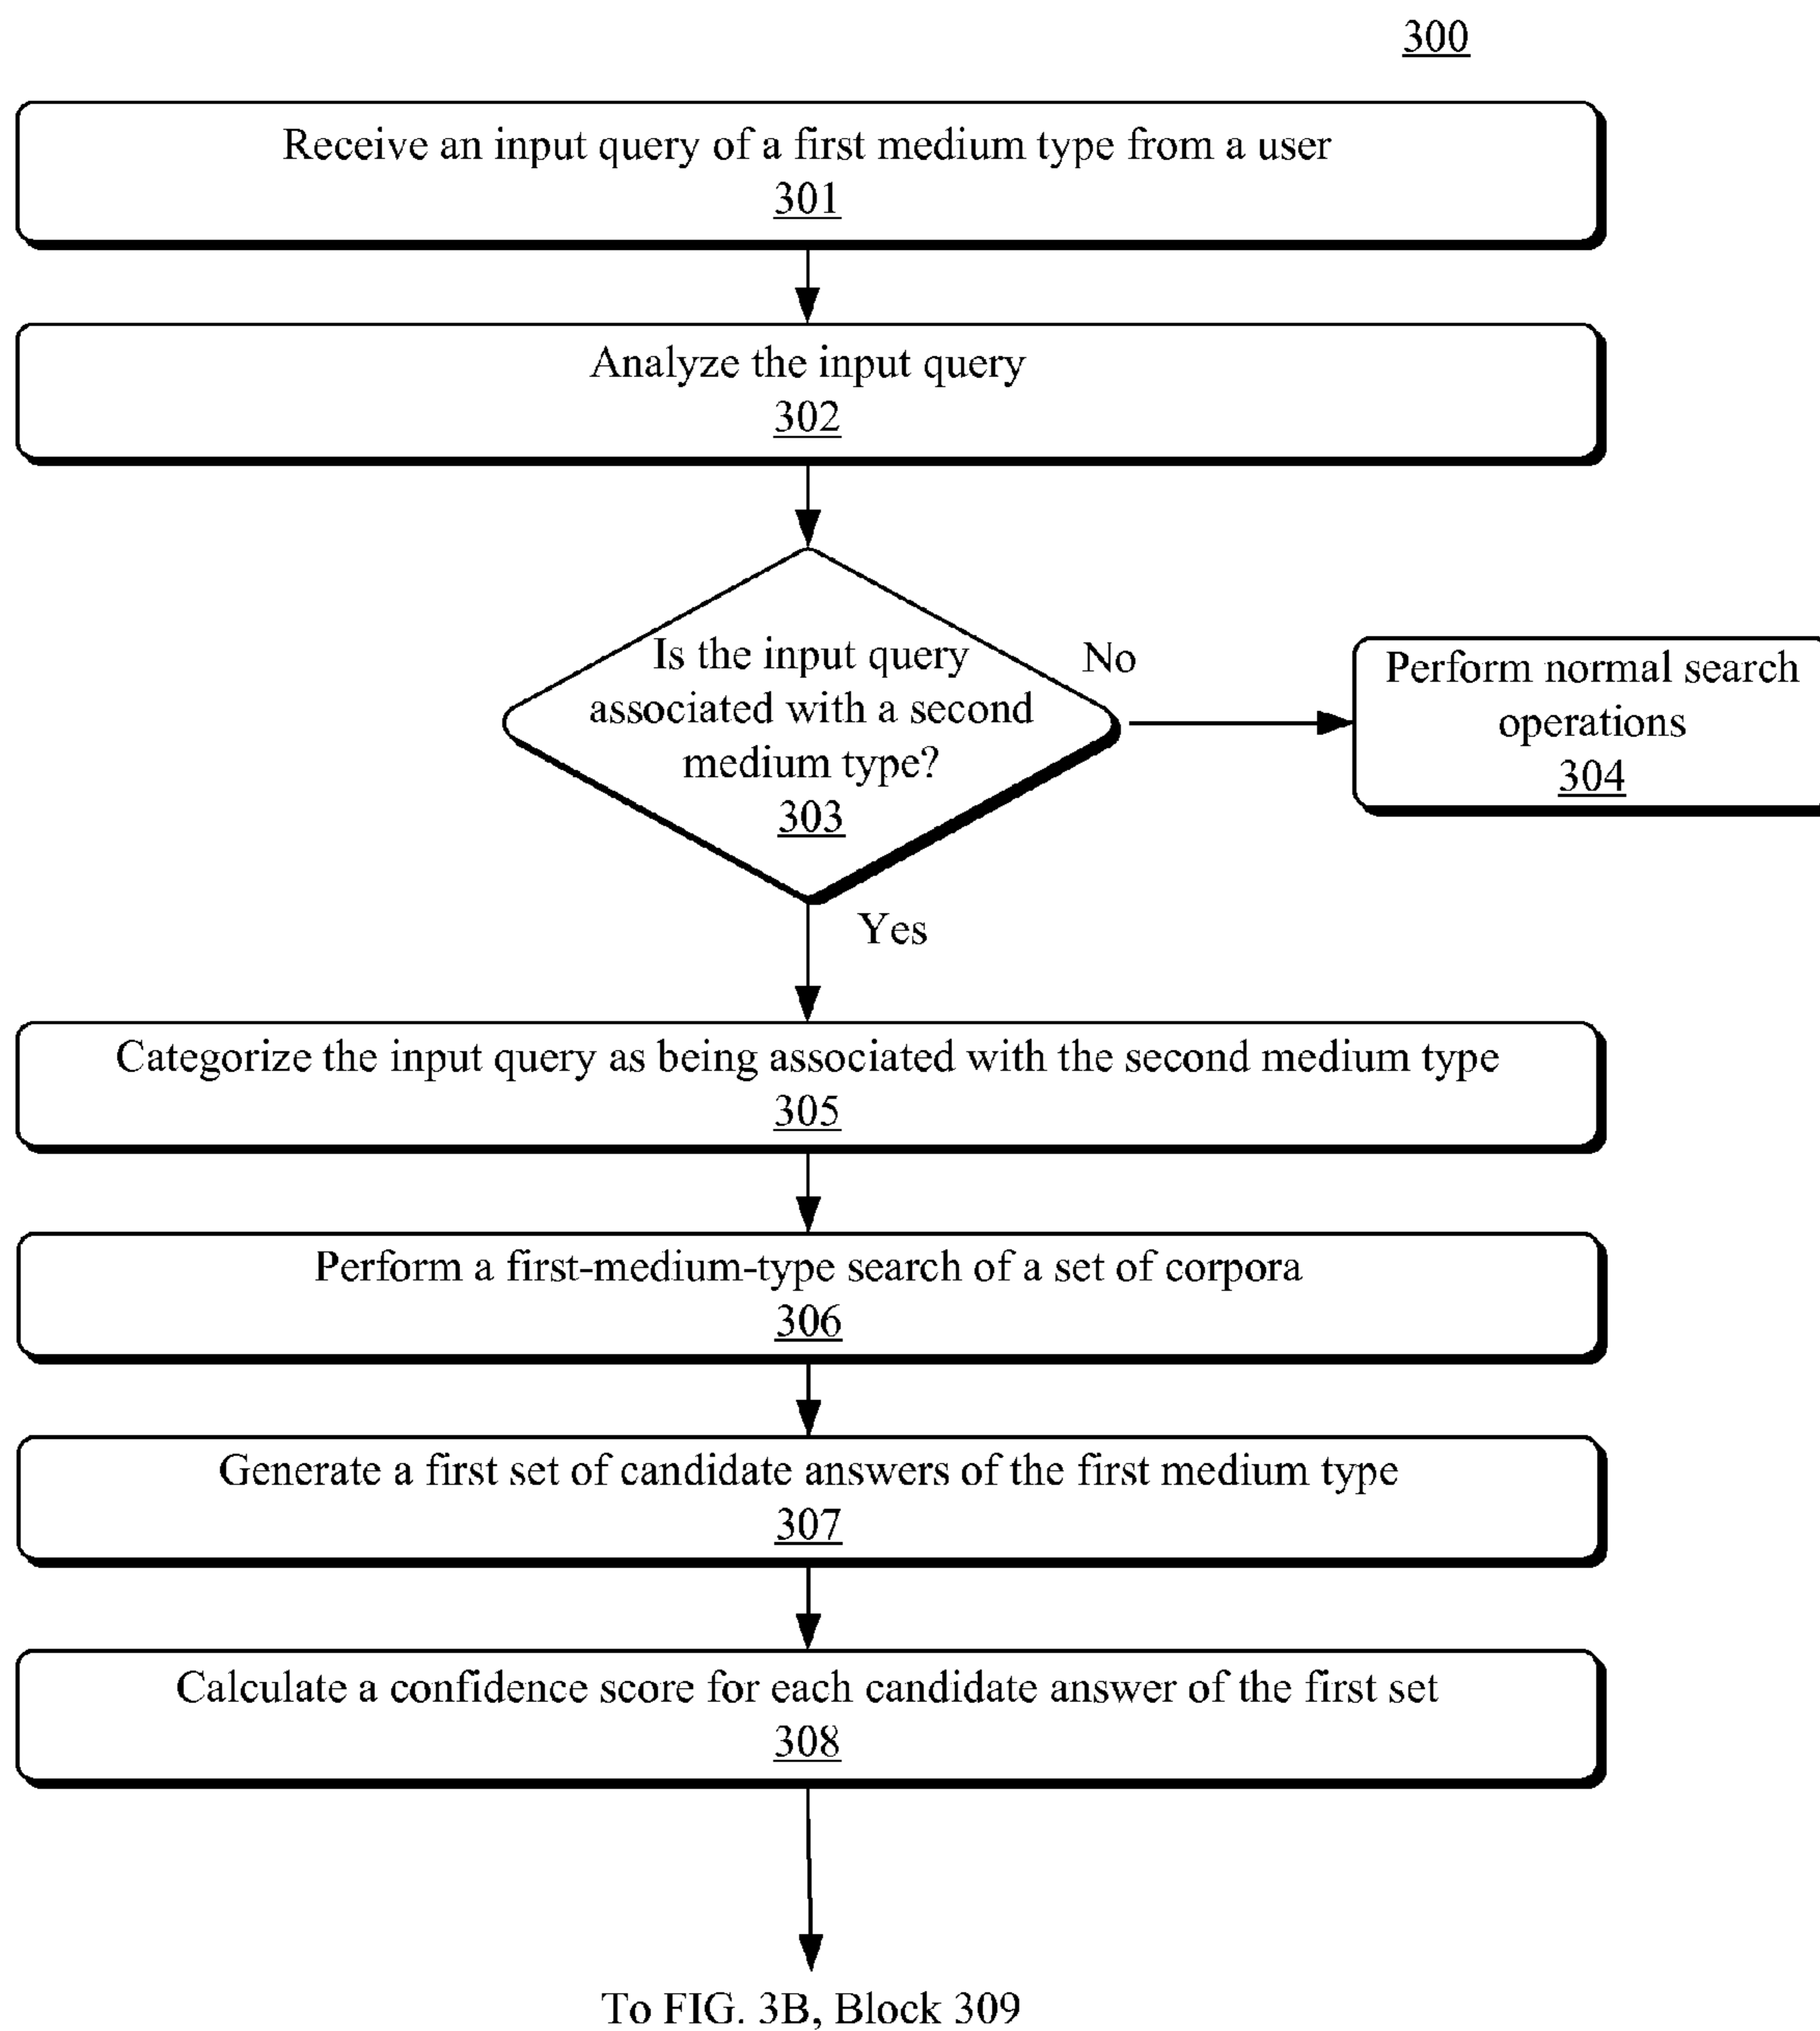 300
Receive an input query of a first medium type from a user
301
Analyze the input query
302
Is the input query
associated with a second
medium type?
303
No
Perform normal search
operations
304
Yes
Categorize the input query as being associated with the second medium type
305
Perform a first-medium-type search of a set of corpora
306
Generate a first set of candidate answers of the first medium type
307
Calculate a confidence score for each candidate answer of the first set
308
To FIG. 3B, Block 309